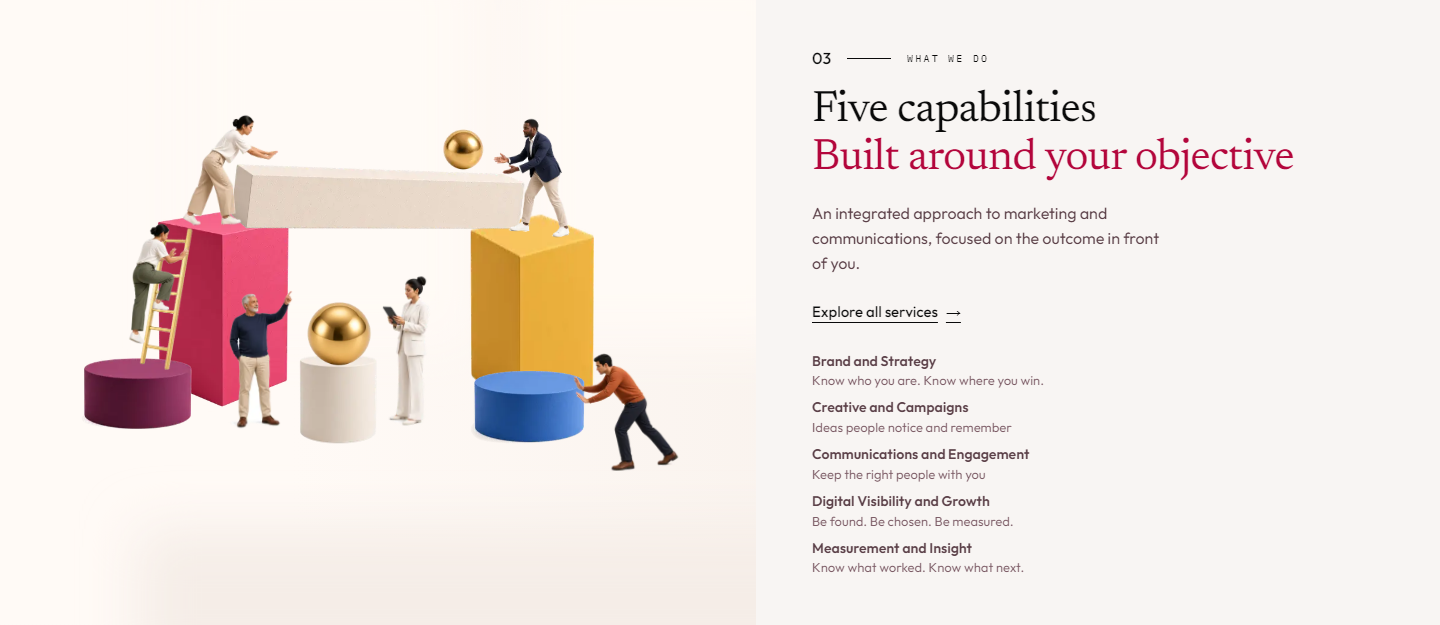 03 WHAT WE DO
Five capabilities
Built around your objective
An integrated approach to marketing and
communications, focused on the outcome in front
of you.
Explore all services →
Brand and Strategy
Know who you are. Know where you win.
Creative and Campaigns
Ideas people notice and remember
Communications and Engagement
Keep the right people with you
Digital Visibility and Growth
Be found. Be chosen. Be measured.
Measurement and Insight
Know what worked. Know what next.